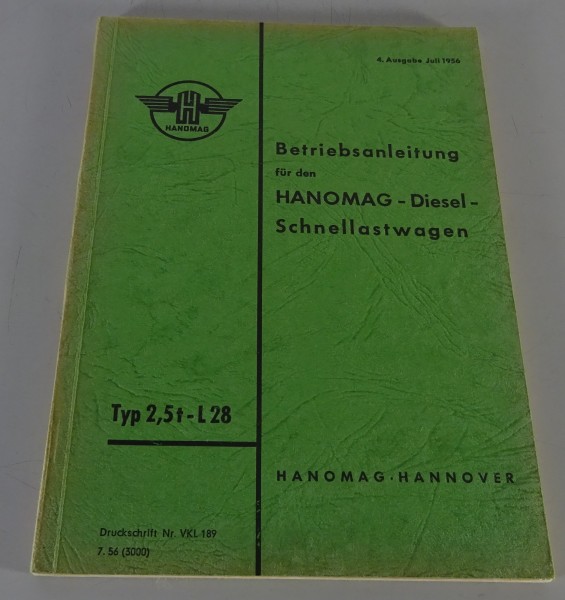 4. Ausgabe Juli 1956
H
HANOMAG
Betriebsanleitung
für den
HANOMAG - Diesel -
Schnellastwagen
Typ 2,5t - L 28
HANOMAG · HANNOVER
Druckschrift Nr. VKL 189
7. 56 (3000)